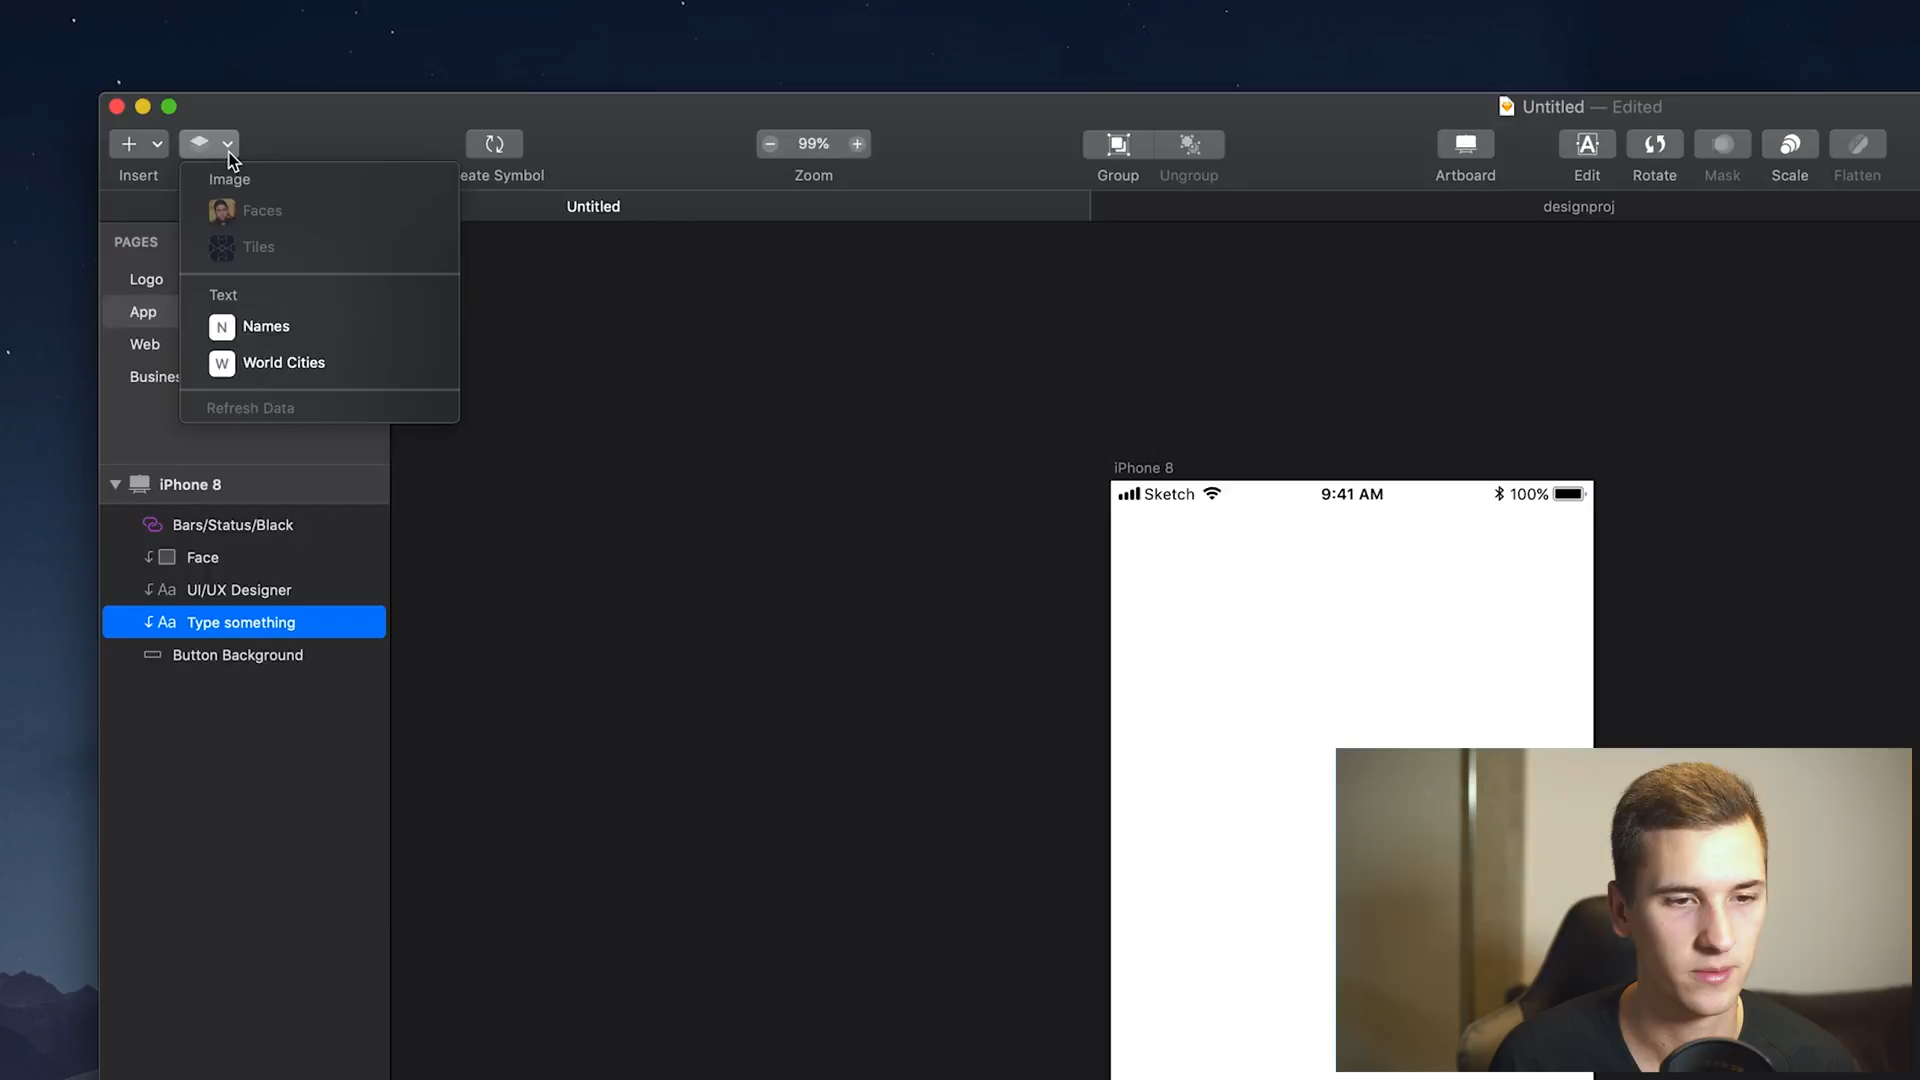 Untitled — Edited
99%
Insert
eate Symbol
Zoom
Group
Ungroup
Artboard
Edit
Rotate
Mask
Scale
Flatten
Image
Faces
Tiles
Text
N Names
W World Cities
Refresh Data
Untitled
designproj
PAGES
Logo
App
Web
Busines
iPhone 8
Bars/Status/Black
Face
Aa UI/UX Designer
Aa Type something
Button Background
iPhone 8
Sketch
9:41 AM
100%